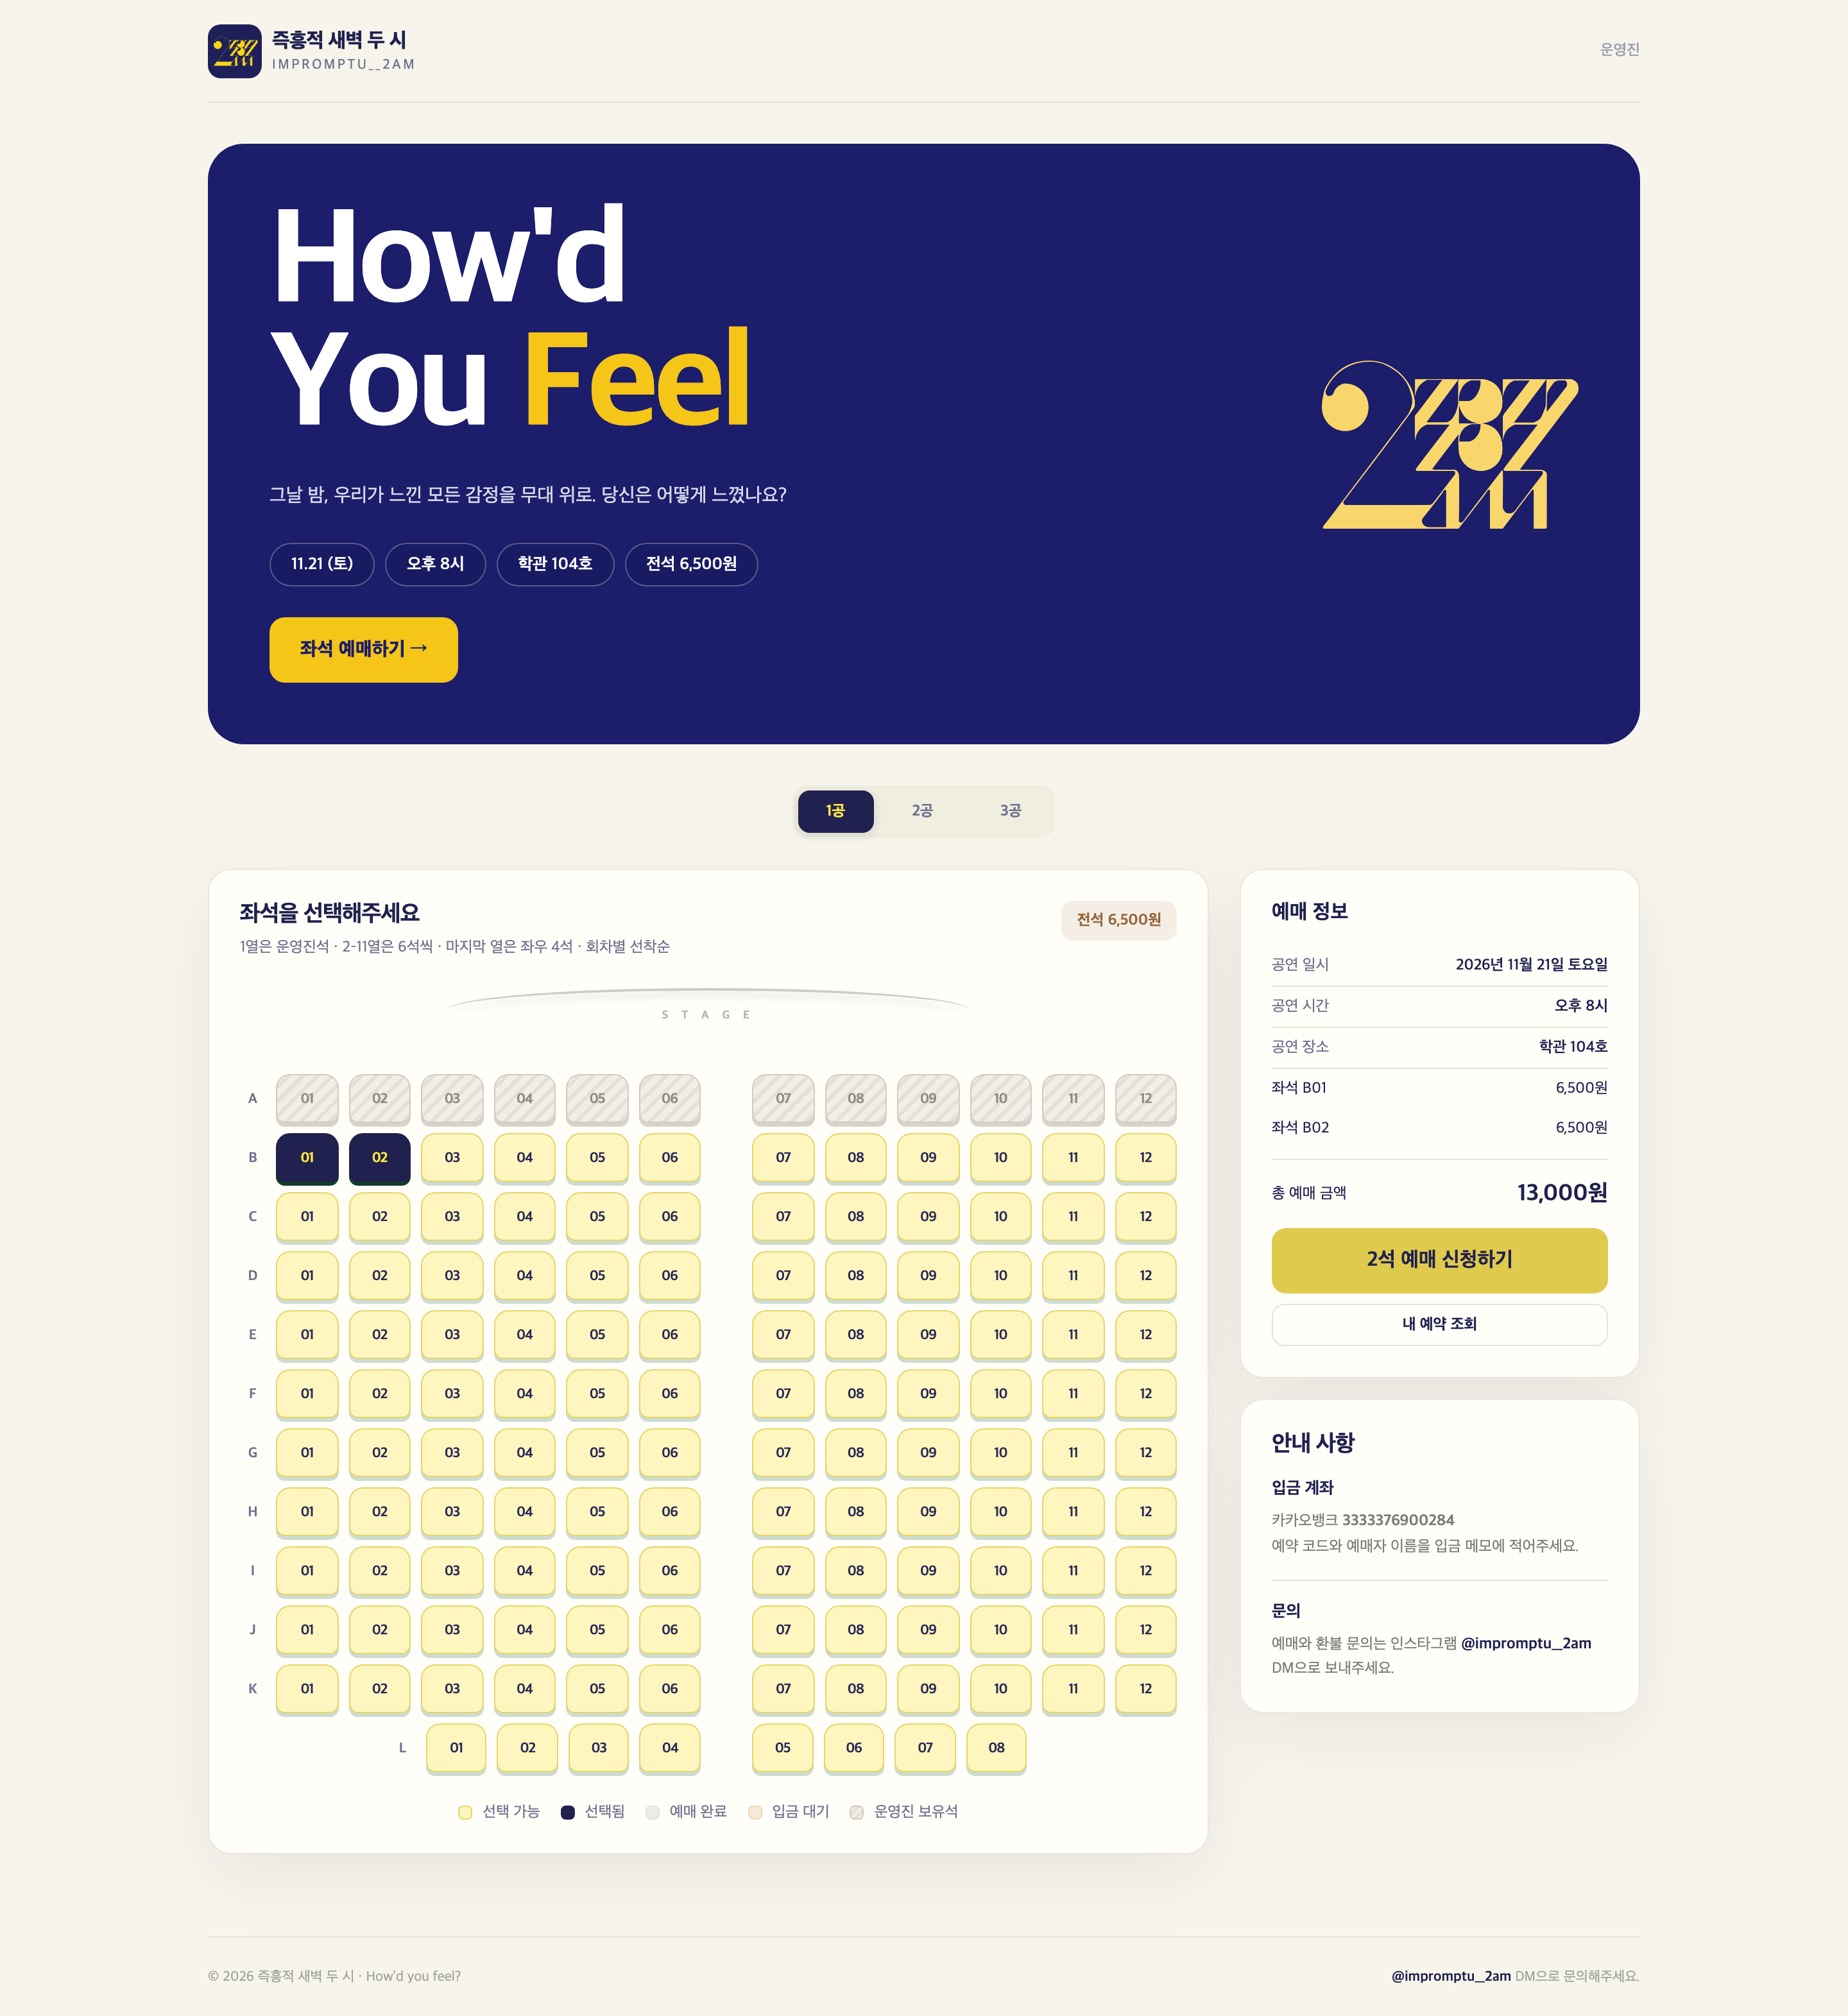 즉흥적 새벽 두 시
IMPROMPTU__2AM
운영진
How'd
You Feel
그날 밤, 우리가 느낀 모든 감정을 무대 위로. 당신은 어떻게 느꼈나요?
11.21 (토) 오후 8시 학관 104호 전석 6,500원
좌석 예매하기 →
1공 2공 3공
좌석을 선택해주세요
1열은 운영진석 · 2-11열은 6석씩 · 마지막 열은 좌우 4석 · 회차별 선착순
전석 6,500원
STAGE
A 01 02 03 04 05 06 07 08 09 10 11 12
B 01 02 03 04 05 06 07 08 09 10 11 12
C 01 02 03 04 05 06 07 08 09 10 11 12
D 01 02 03 04 05 06 07 08 09 10 11 12
E 01 02 03 04 05 06 07 08 09 10 11 12
F 01 02 03 04 05 06 07 08 09 10 11 12
G 01 02 03 04 05 06 07 08 09 10 11 12
H 01 02 03 04 05 06 07 08 09 10 11 12
I 01 02 03 04 05 06 07 08 09 10 11 12
J 01 02 03 04 05 06 07 08 09 10 11 12
K 01 02 03 04 05 06 07 08 09 10 11 12
L 01 02 03 04 05 06 07 08
선택 가능 선택됨 예매 완료 입금 대기 운영진 보유석
예매 정보
공연 일시 2026년 11월 21일 토요일
공연 시간 오후 8시
공연 장소 학관 104호
좌석 B01 6,500원
좌석 B02 6,500원
총 예매 금액 13,000원
2석 예매 신청하기
내 예약 조회
안내 사항
입금 계좌
카카오뱅크 3333376900284
예약 코드와 예매자 이름을 입금 메모에 적어주세요.
문의
예매와 환불 문의는 인스타그램 @impromptu__2am
DM으로 보내주세요.
© 2026 즉흥적 새벽 두 시 · How'd you feel?
@impromptu__2am DM으로 문의해주세요.